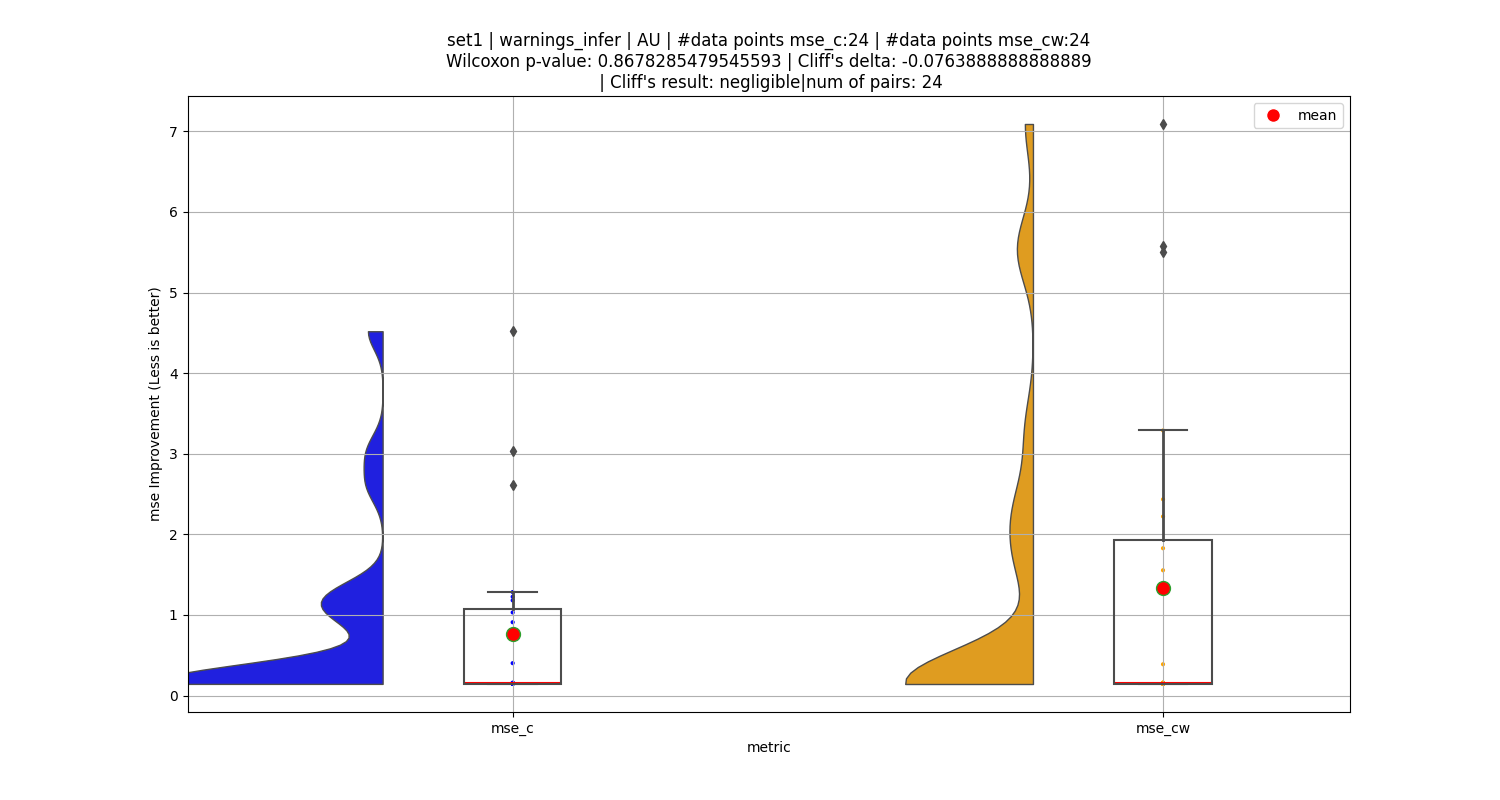 set1 | warnings_infer | AU | #data points mse_c:24 | #data points mse_cw:24
Wilcoxon p-value: 0.8678285479545593 | Cliff's delta: -0.0763888888888889
| Cliff's result: negligible|num of pairs: 24
mean
7
6
5
4
3
2
1
0
mse Improvement (Less is better)
mse_c
mse_cw
metric